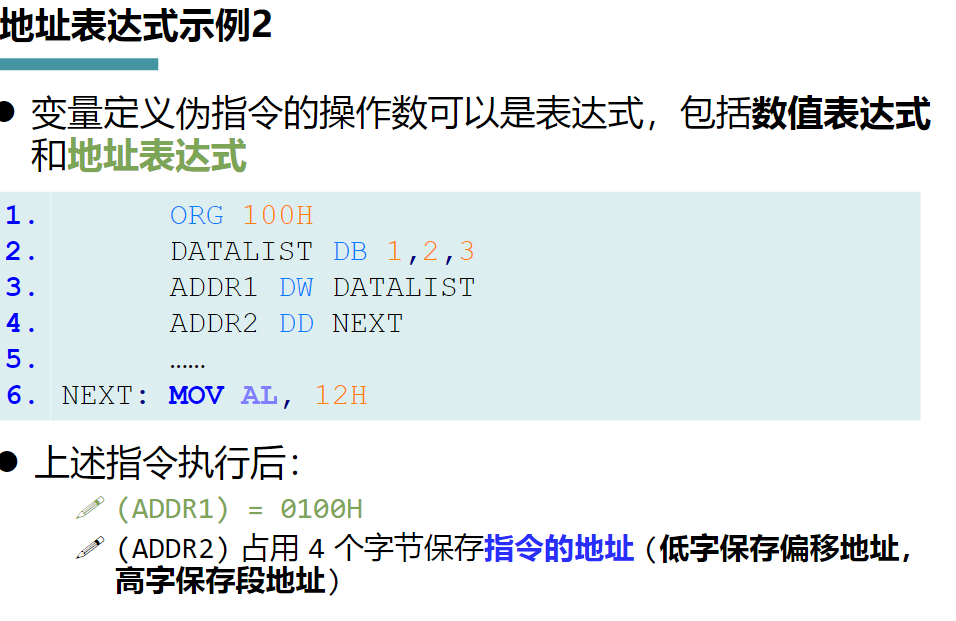 地址表达式示例2
● 变量定义伪指令的操作数可以是表达式，包括数值表达式
和地址表达式
1. ORG 100H
2. DATALIST DB 1,2,3
3. ADDR1 DW DATALIST
4. ADDR2 DD NEXT
5. ……
6. NEXT: MOV AL, 12H
● 上述指令执行后：
(ADDR1) = 0100H
(ADDR2) 占用 4 个字节保存指令的地址（低字保存偏移地址，
高字保存段地址）